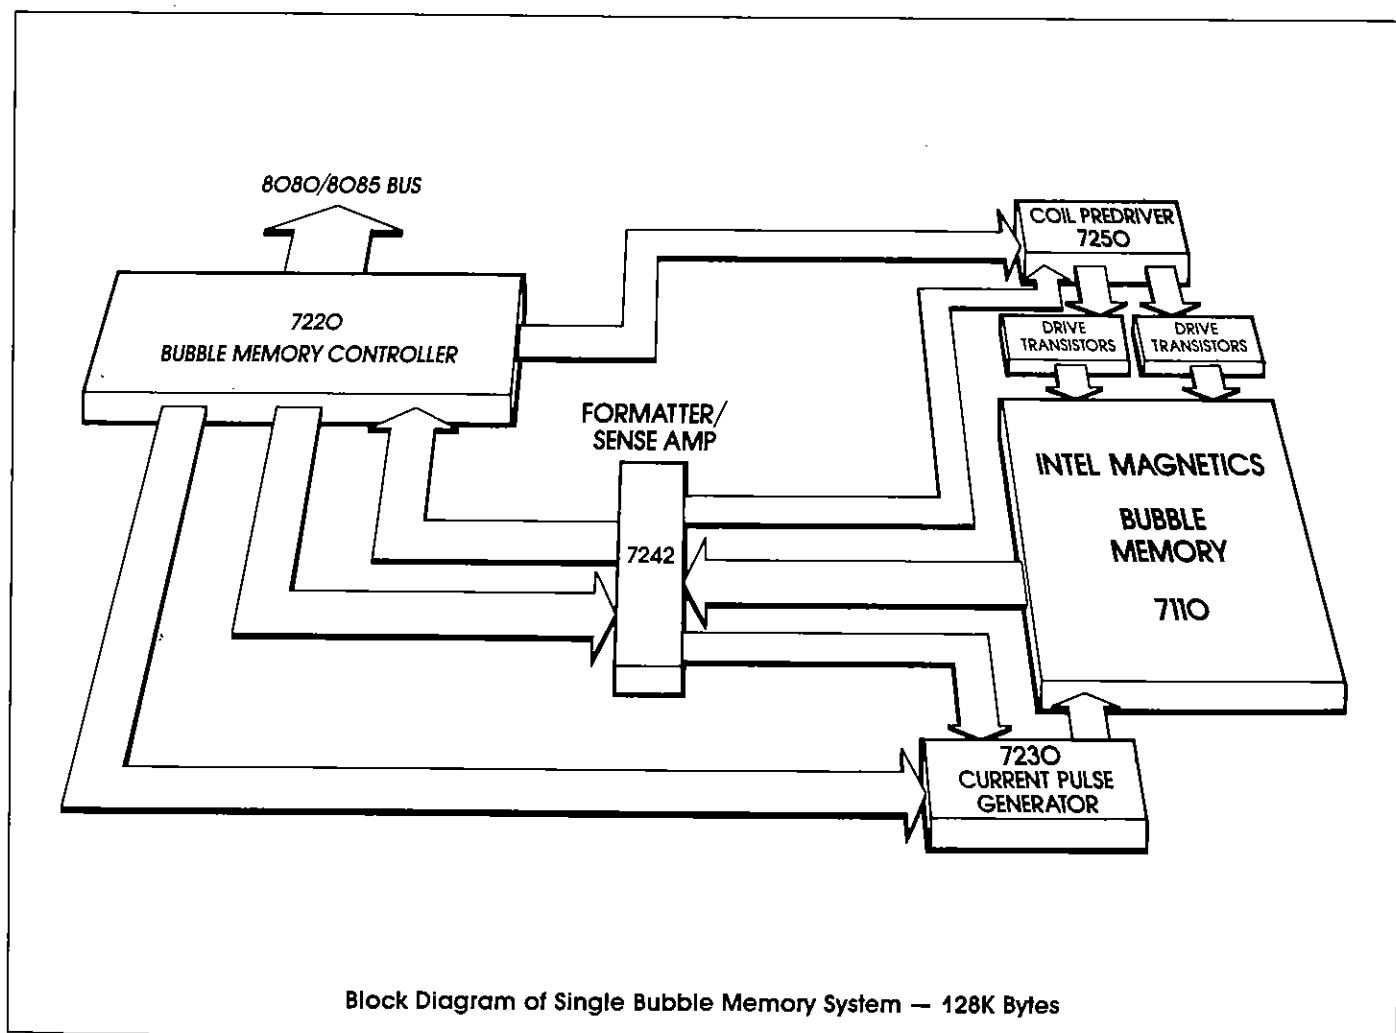 8080/8085 BUS
7220
BUBBLE MEMORY CONTROLLER
COIL PREDRIVER
7250
DRIVE
TRANSISTORS
DRIVE
TRANSISTORS
FORMATTER/
SENSE AMP
7242
INTEL MAGNETICS
BUBBLE
MEMORY
7110
7230
CURRENT PULSE
GENERATOR
Block Diagram of Single Bubble Memory System — 128K Bytes